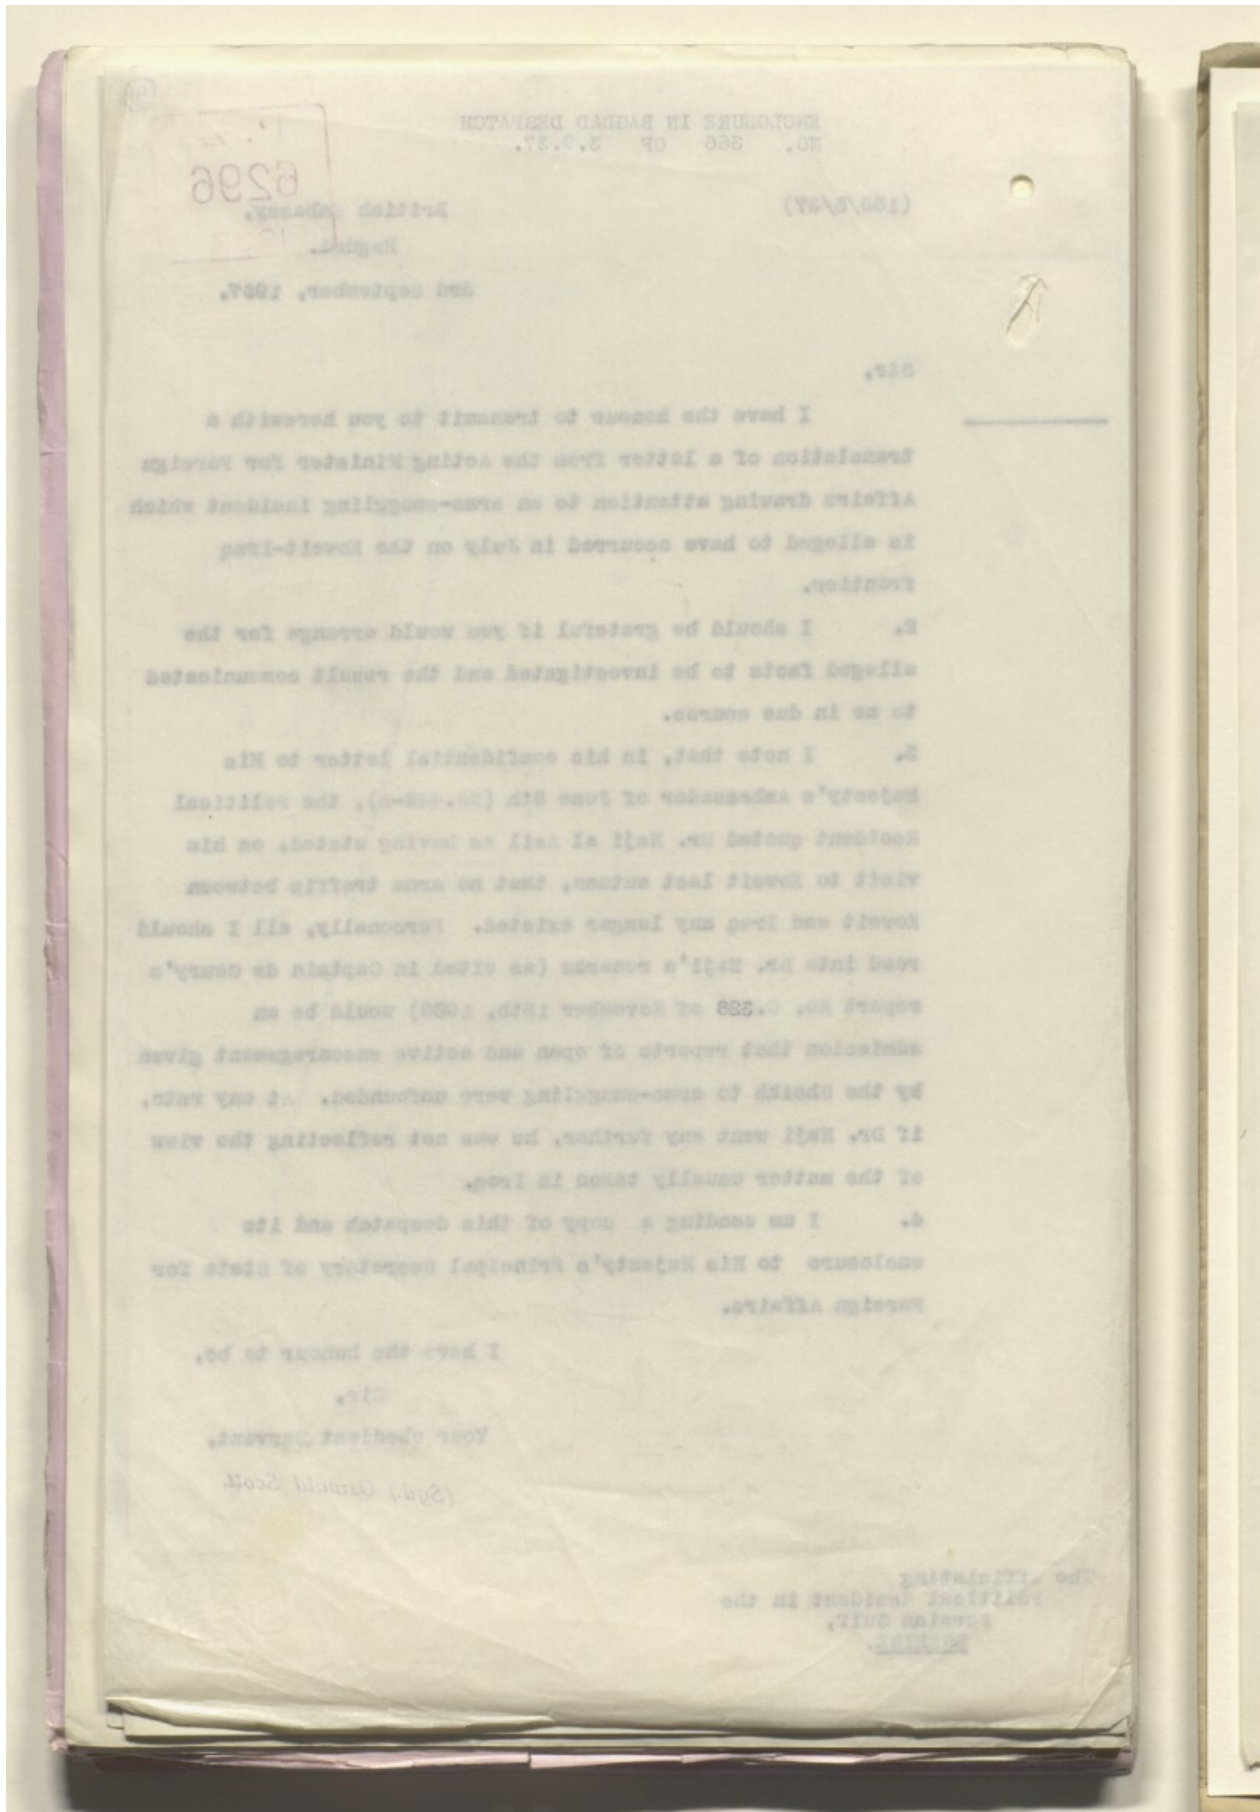 ENCLOSURE IN BAGDAD DESPATCH
No. 366 OF 3.9.37.
6296
British Embassy,
Bagdad.
3rd September, 1937.
Sir,
I have the honour to transmit to you herewith a
translation of a letter from the Acting Minister for Foreign
Affairs drawing attention to an arms-smuggling incident which
is alleged to have occurred in July on the Koweit-Iraq
frontier.
2. I should be grateful if you would arrange for the
alleged facts to be investigated and the result communicated
to me in due course.
3. I note that, in his confidential letter to His
Majesty's Ambassador of June 8th the Political
Resident quoted Dr. Naji al Asil as having stated, on his
visit to Koweit last autumn, that no arms traffic between
Koweit and Iraq any longer existed. Personally, all I should
read into Dr. Naji's remarks (as cited in Captain de Gaury's
report No. C.328 of November 1936) would be an
admission that reports of open and active encouragement given
by the Shaikh to arms-smuggling were unfounded. At any rate,
if Dr. Naji went any further, he was not reflecting the view
of the matter usually taken in Iraq.
4. I am sending a copy of this despatch and its
enclosure to His Majesty's Principal Secretary of State for
Foreign Affairs.
I have the honour to be,
Sir,
Your obedient servant,
(Sgd.) Oswald Scott
The Officiating
Political Resident in the
Persian Gulf,
BUSHIRE.